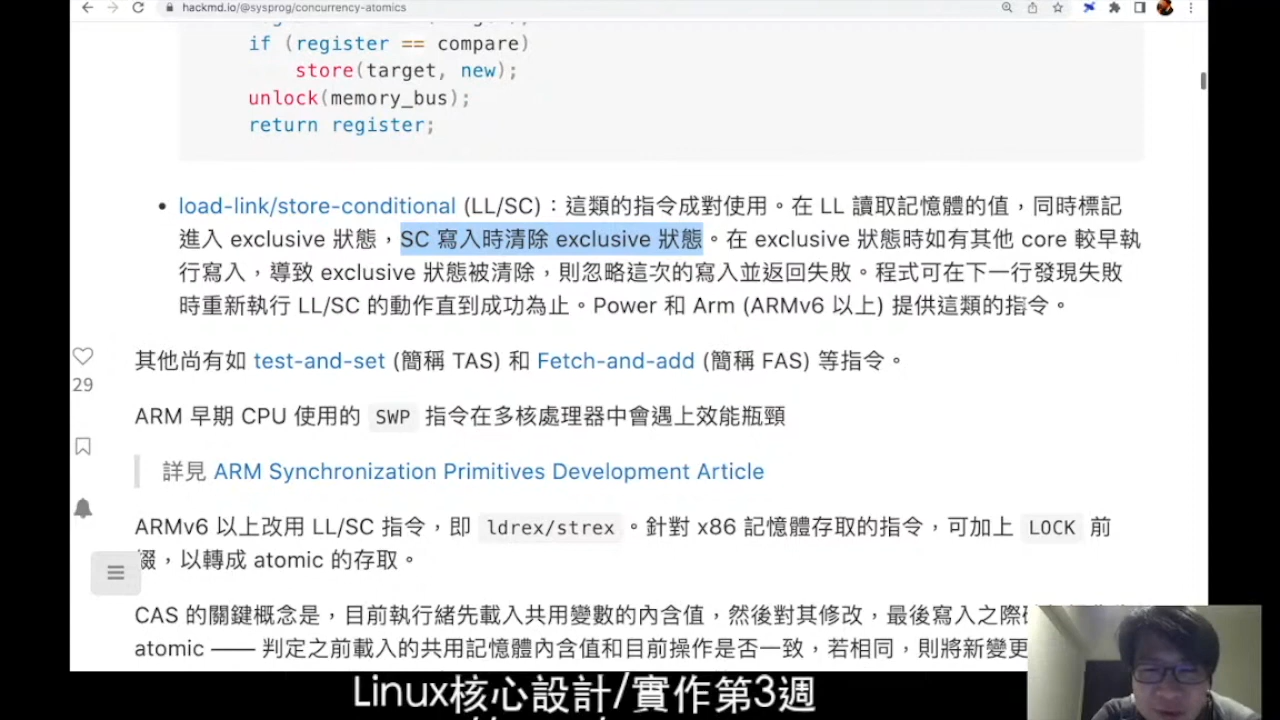 hackmd.io/@sysprog/concurrency-atomics
if (register == compare)
store(target, new);
unlock(memory_bus);
return register;
• load-link/store-conditional (LL/SC)：這類的指令成對使用。在 LL 讀取記憶體的值，同時標記
進入 exclusive 狀態，SC 寫入時清除 exclusive 狀態。在 exclusive 狀態時如有其他 core 較早執
行寫入，導致 exclusive 狀態被清除，則忽略這次的寫入並返回失敗。程式可在下一行發現失敗
時重新執行 LL/SC 的動作直到成功為止。Power 和 Arm (ARMv6 以上) 提供這類的指令。
29
其他尚有如 test-and-set (簡稱 TAS) 和 Fetch-and-add (簡稱 FAS) 等指令。
ARM 早期 CPU 使用的 SWP 指令在多核處理器中會遇上效能瓶頸
詳見 ARM Synchronization Primitives Development Article
ARMv6 以上改用 LL/SC 指令，即 ldrex/strex 。針對 x86 記憶體存取的指令，可加上 LOCK 前
綴，以轉成 atomic 的存取。
CAS 的關鍵概念是，目前執行緒先載入共用變數的內含值，然後對其修改，最後寫入之際
atomic —— 判定之前載入的共用記憶體內含值和目前操作是否一致，若相同，則將新變更
Linux核心設計/實作第3週